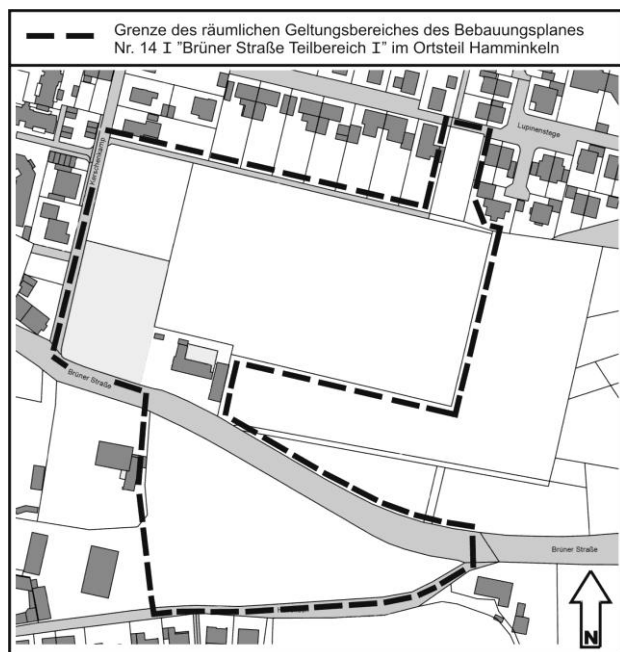 Grenze des räumlichen Geltungsbereiches des Bebauungsplanes
Nr. 14 I "Brüner Straße Teilbereich I" im Ortsteil Hamminkeln
Lupinenstege
Kerschenkamp
Brüner Straße
Brüner Straße
N